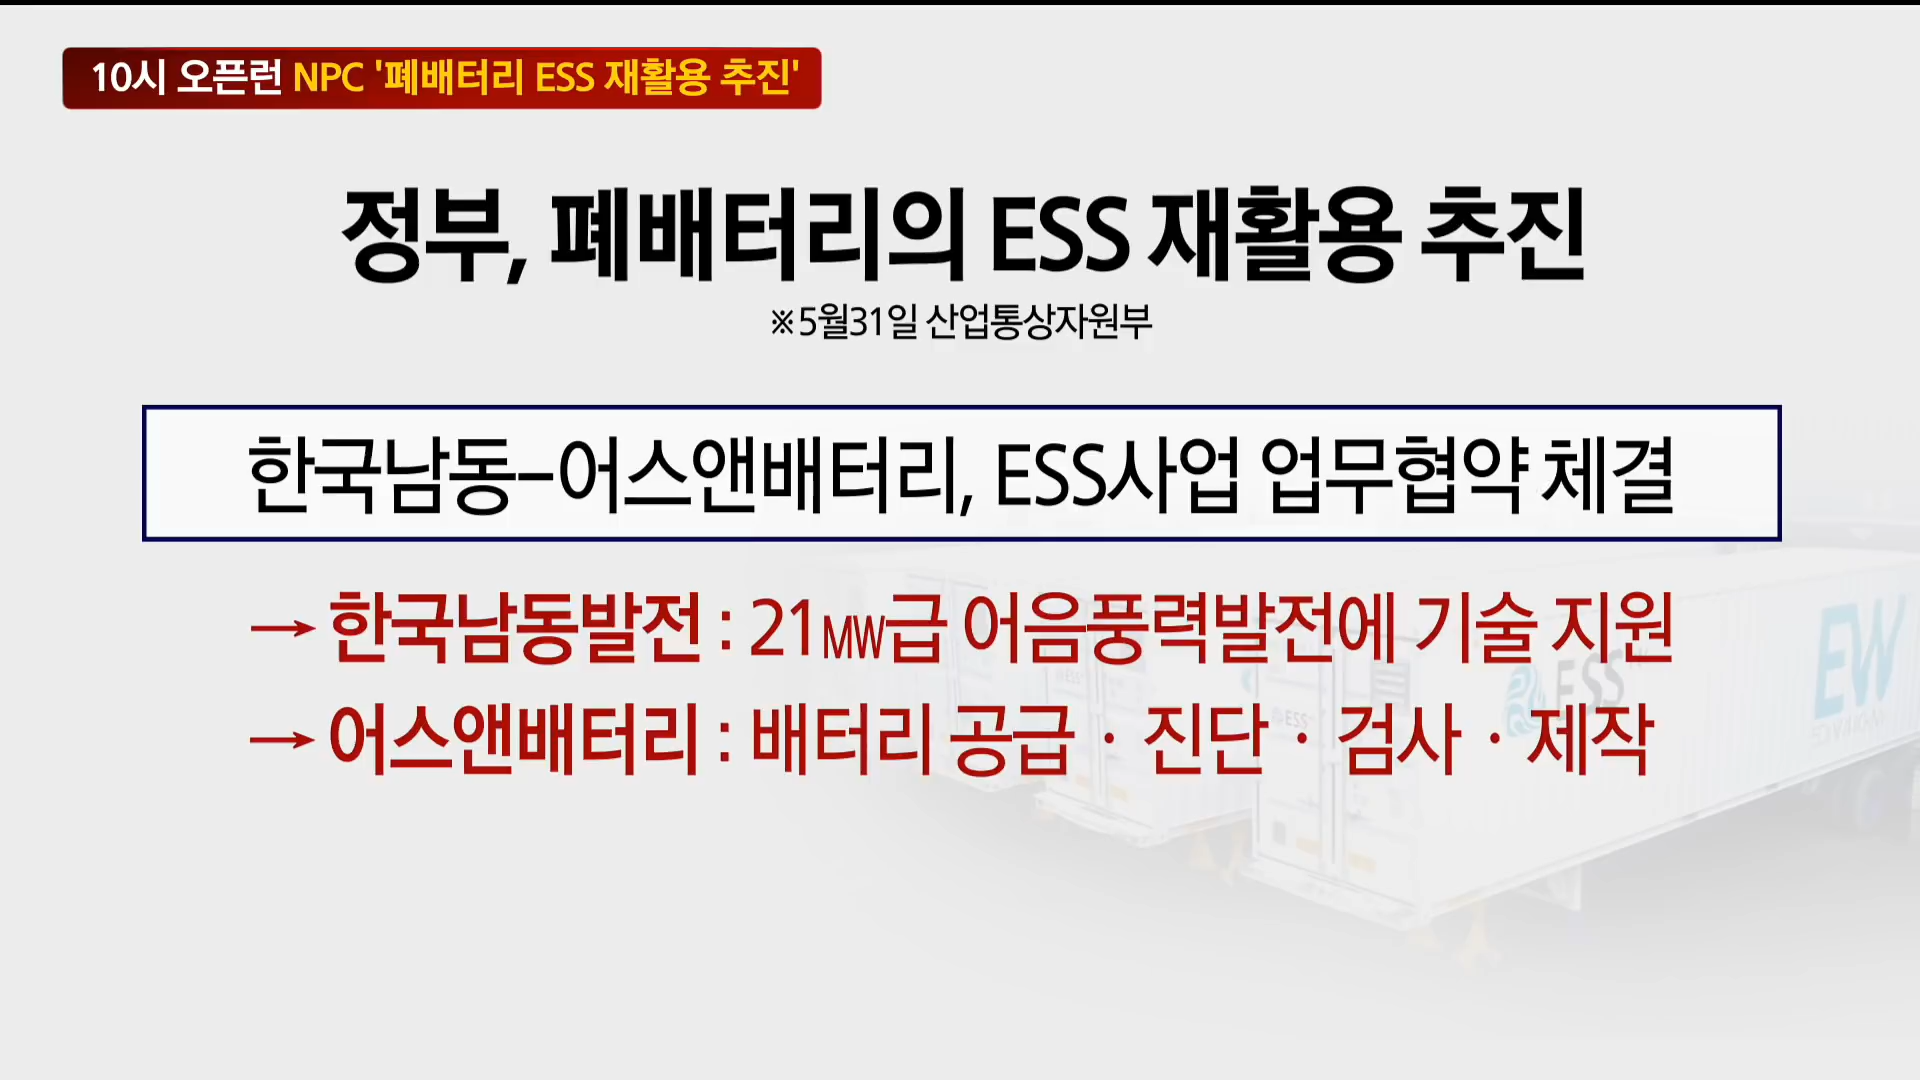 10시 오픈런 NPC '폐배터리 ESS 재활용 추진'
정부, 폐배터리의 ESS 재활용 추진
※5월31일 산업통상자원부
한국남동-어스앤배터리, ESS사업 업무협약 체결
→ 한국남동발전 : 21㎿급 어음풍력발전에 기술 지원
→ 어스앤배터리 : 배터리 공급 · 진단 · 검사 · 제작
ESS
ESS
EW